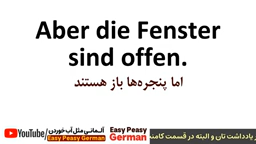 Aber die Fenster
sind offen.
اما پنجره‌ها باز هستند
YouTube/آلمانی مثل آب خوردن
Easy Peasy German
Easy Peasy
German
یادداشت تان و البته در قسمت کامنت